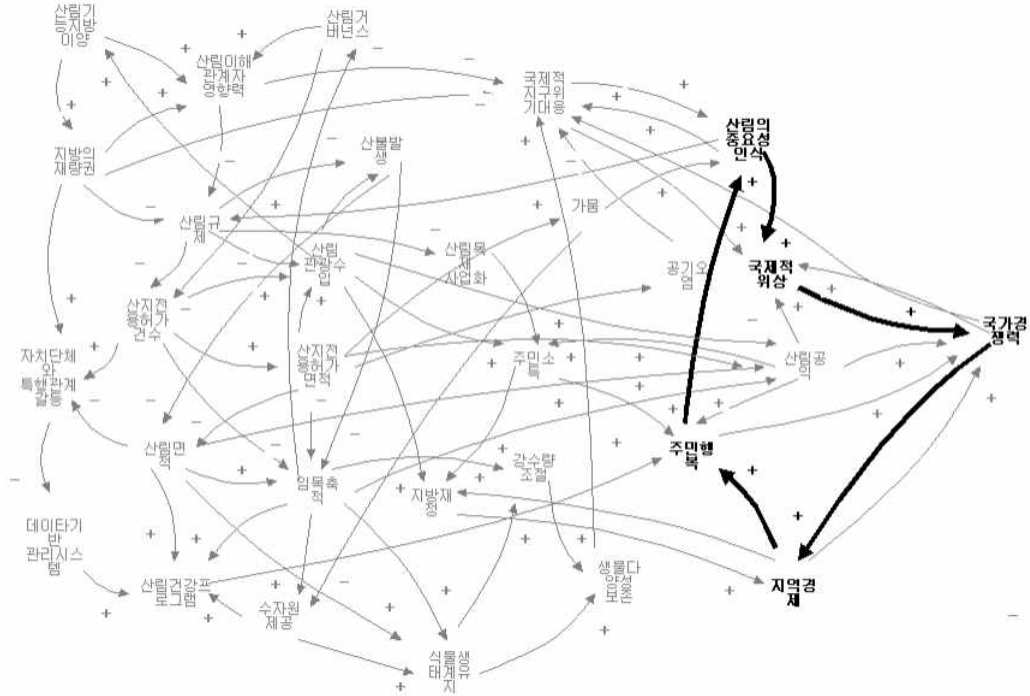 산림기
능지방
이양
산림거
버넌스
산림이해
관계자
영향력
국제적
지구위
기대응
산림의
중요성
인식
지방의
재량권
산불발
생
산림규
제
가뭄
산림
관광수
입
산림목
재
사업화
공기오
염
국제적
위상
산지전
용허가
건수
국가경
쟁력
자치단체
와
특행관계
갈등
산지전
용허가
면적
주민소
득
산림공
익
산림면
적
주민행
복
임목축
적
강수량
조절
지방재
정
데이타기
반
관리시스
템
산림건강프
로그램
수자원
제공
생물다
양성
보존
지역경
제
식물생
태계유
지